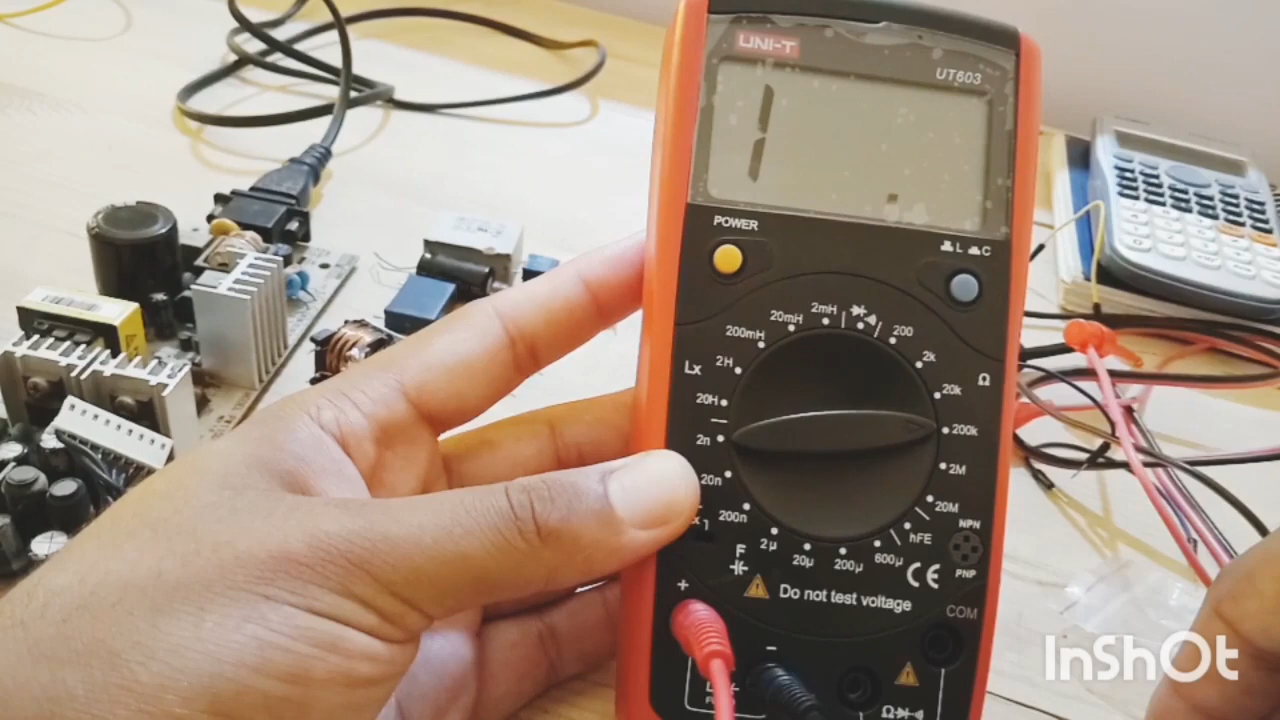 UNI-T
UT603
1 .
POWER
L C
2mH
20mH
200mH
Lx
2H
20H
2n
20n
200n
2μ
20μ
200μ
600μ
hFE
20M
2M
200k
20k
2k
200
Ω
NPN
PNP
F
CE
Do not test voltage
+
-
COM
Ω
InShOt